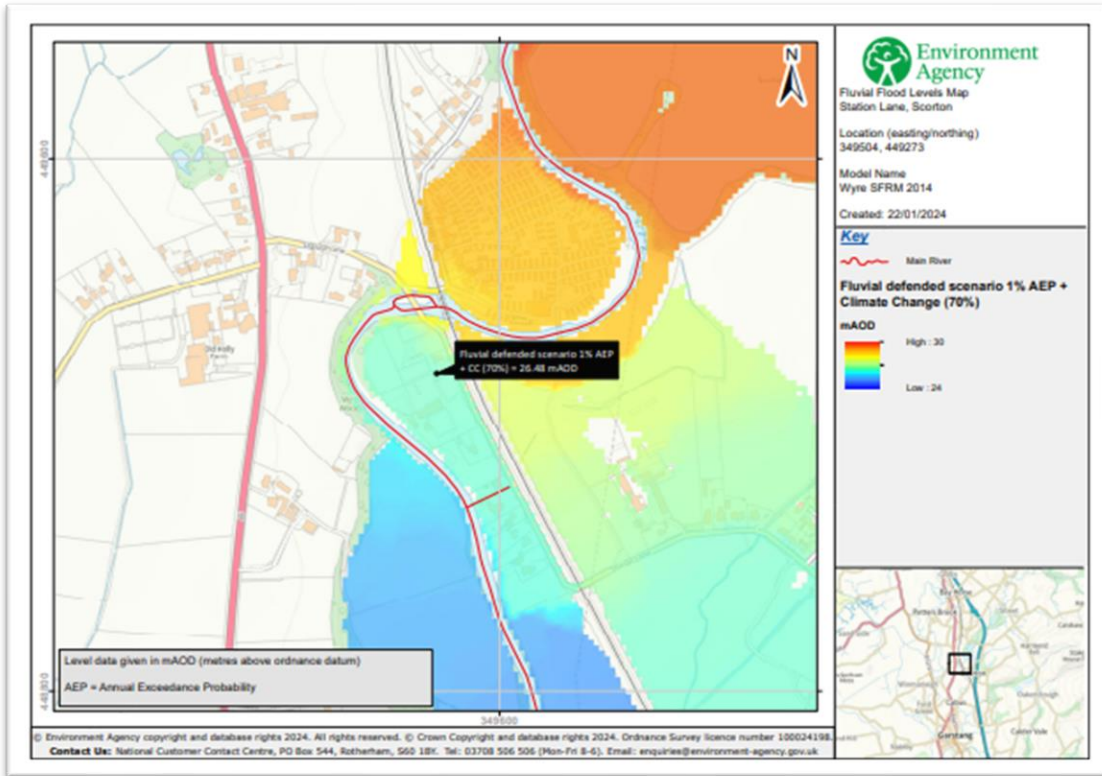 N
449600
Fluvial defended scenario 1% AEP
+ CC (70%) = 26.48 mAOD
Level data given in mAOD (metres above ordnance datum)
AEP = Annual Exceedance Probability
349600
Environment
Agency
Fluvial Flood Levels Map
Station Lane, Scorton
Location (easting/northing)
349504, 449273
Model Name
Wyre SFRM 2014
Created: 22/01/2024
Key
Main River
Fluvial defended scenario 1% AEP +
Climate Change (70%)
mAOD
High : 30
Low : 24
Garstang
© Environment Agency copyright and database rights 2024. All rights reserved. © Crown Copyright and database rights 2024. Ordnance Survey licence number 100024198.
Contact Us: National Customer Contact Centre, PO Box 544, Rotherham, S60 1BY. Tel: 03708 506 506 (Mon-Fri 8-6). Email: enquiries@environment-agency.gov.uk